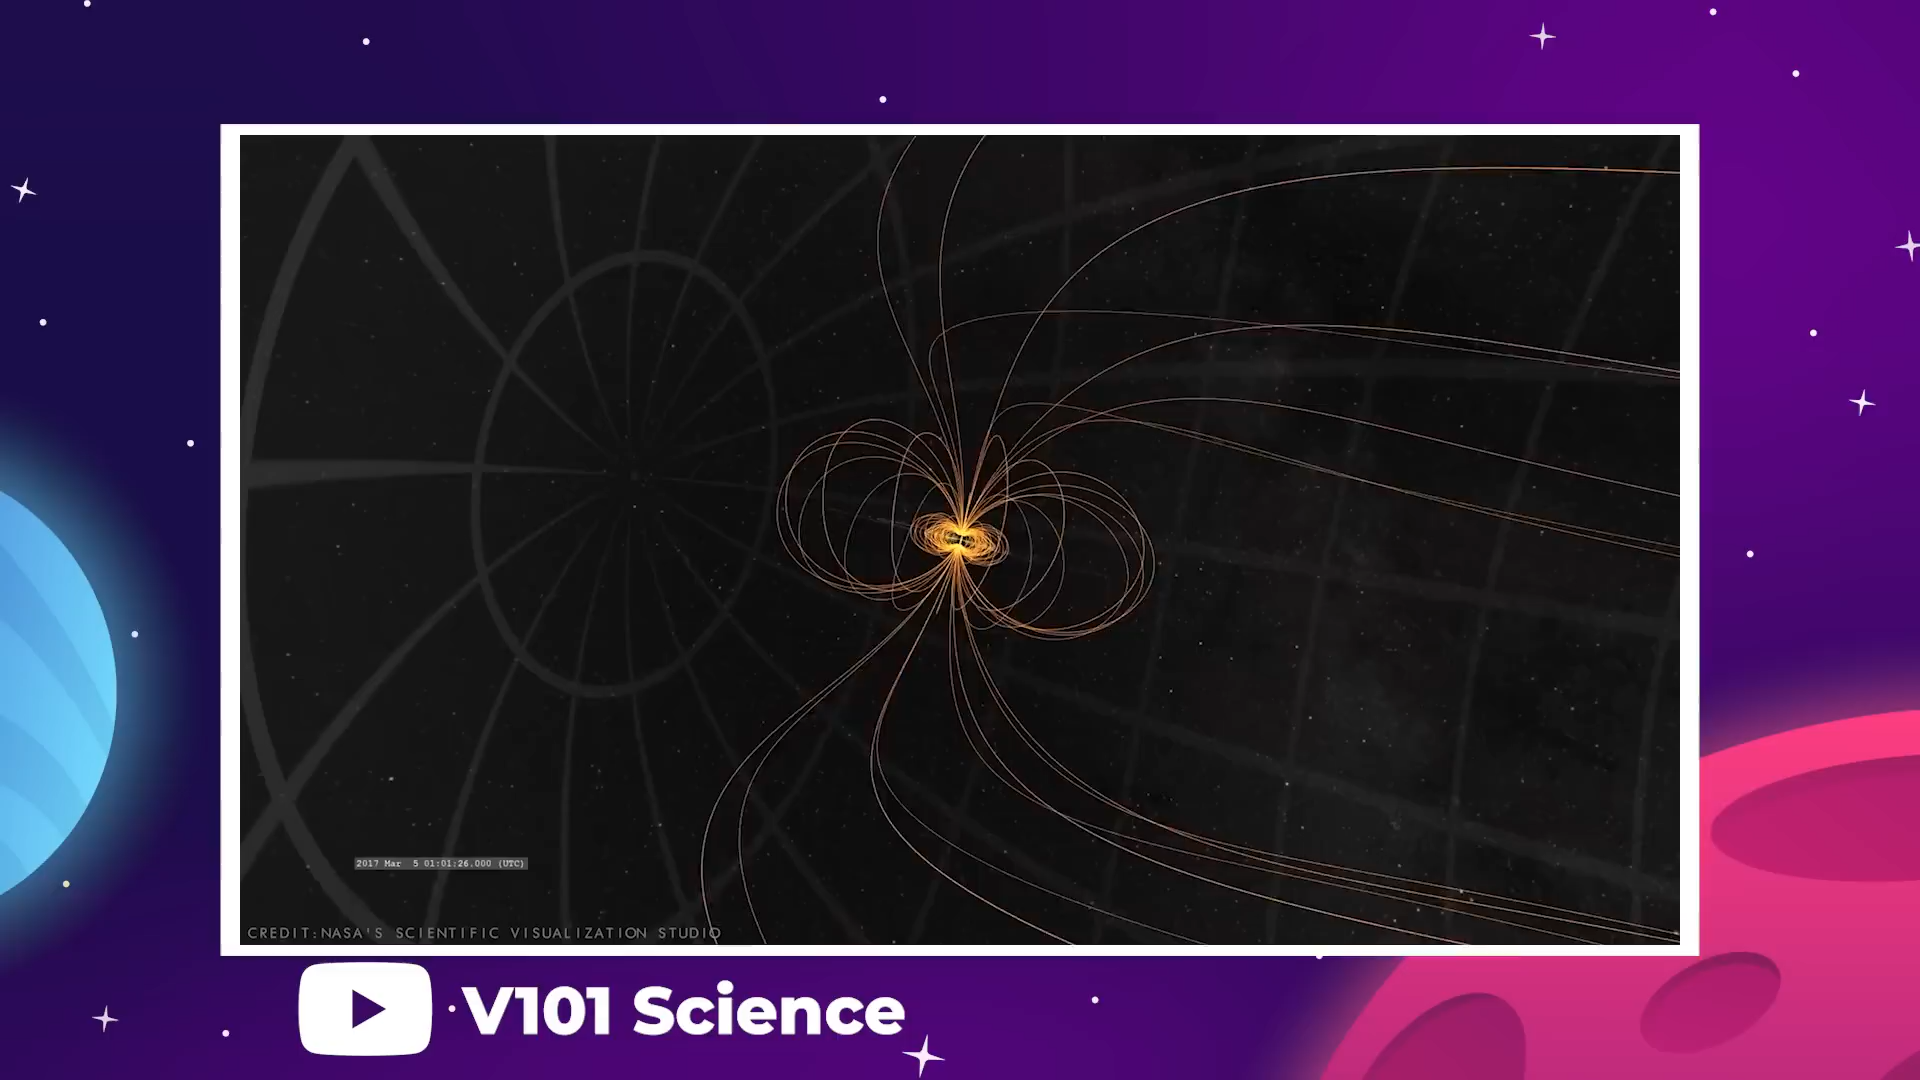 2017 Mar 5 01:01:26.000 (UTC)
CREDIT:NASA'S SCIENTIFIC VISUALIZATION STUDIO
V101 Science